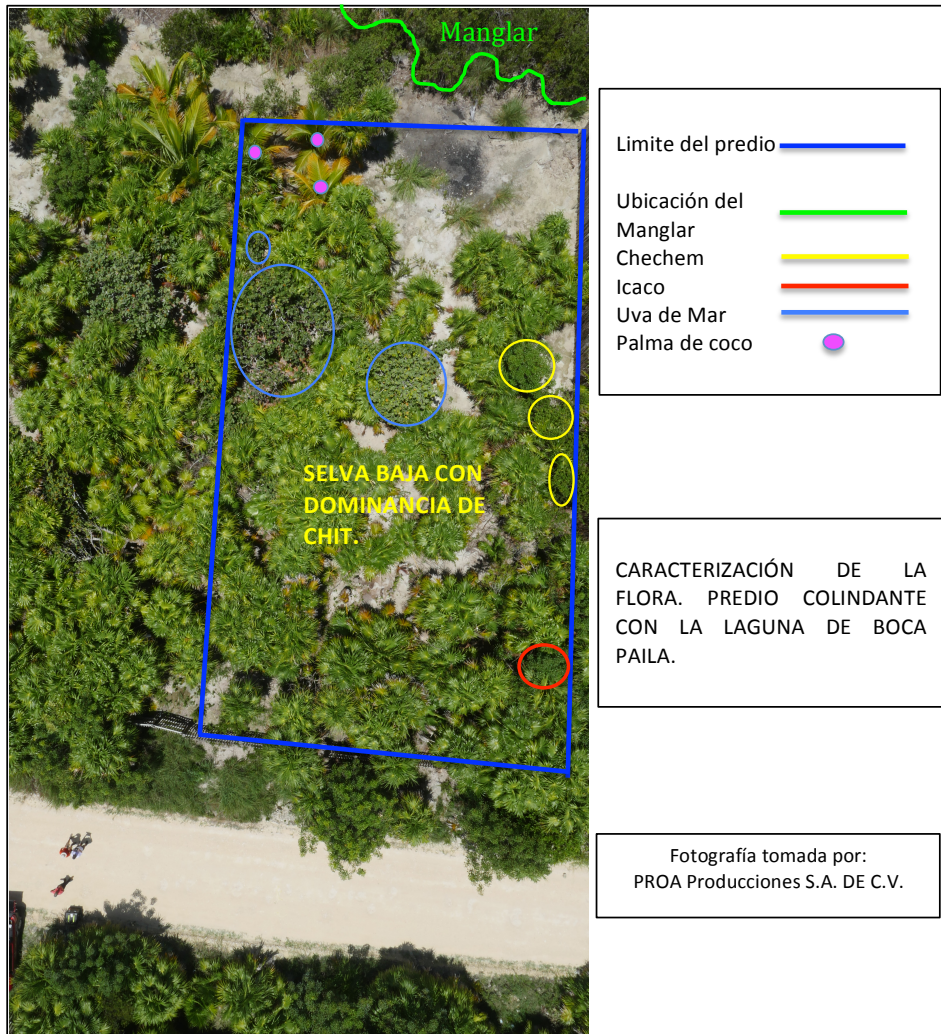 Manglar
SELVA BAJA CON
DOMINANCIA DE
CHIT.
Limite del predio
Ubicación del
Manglar
Chechem
Icaco
Uva de Mar
Palma de coco
CARACTERIZACIÓN DE LA
FLORA. PREDIO COLINDANTE
CON LA LAGUNA DE BOCA
PAILA.
Fotografía tomada por:
PROA Producciones S.A. DE C.V.